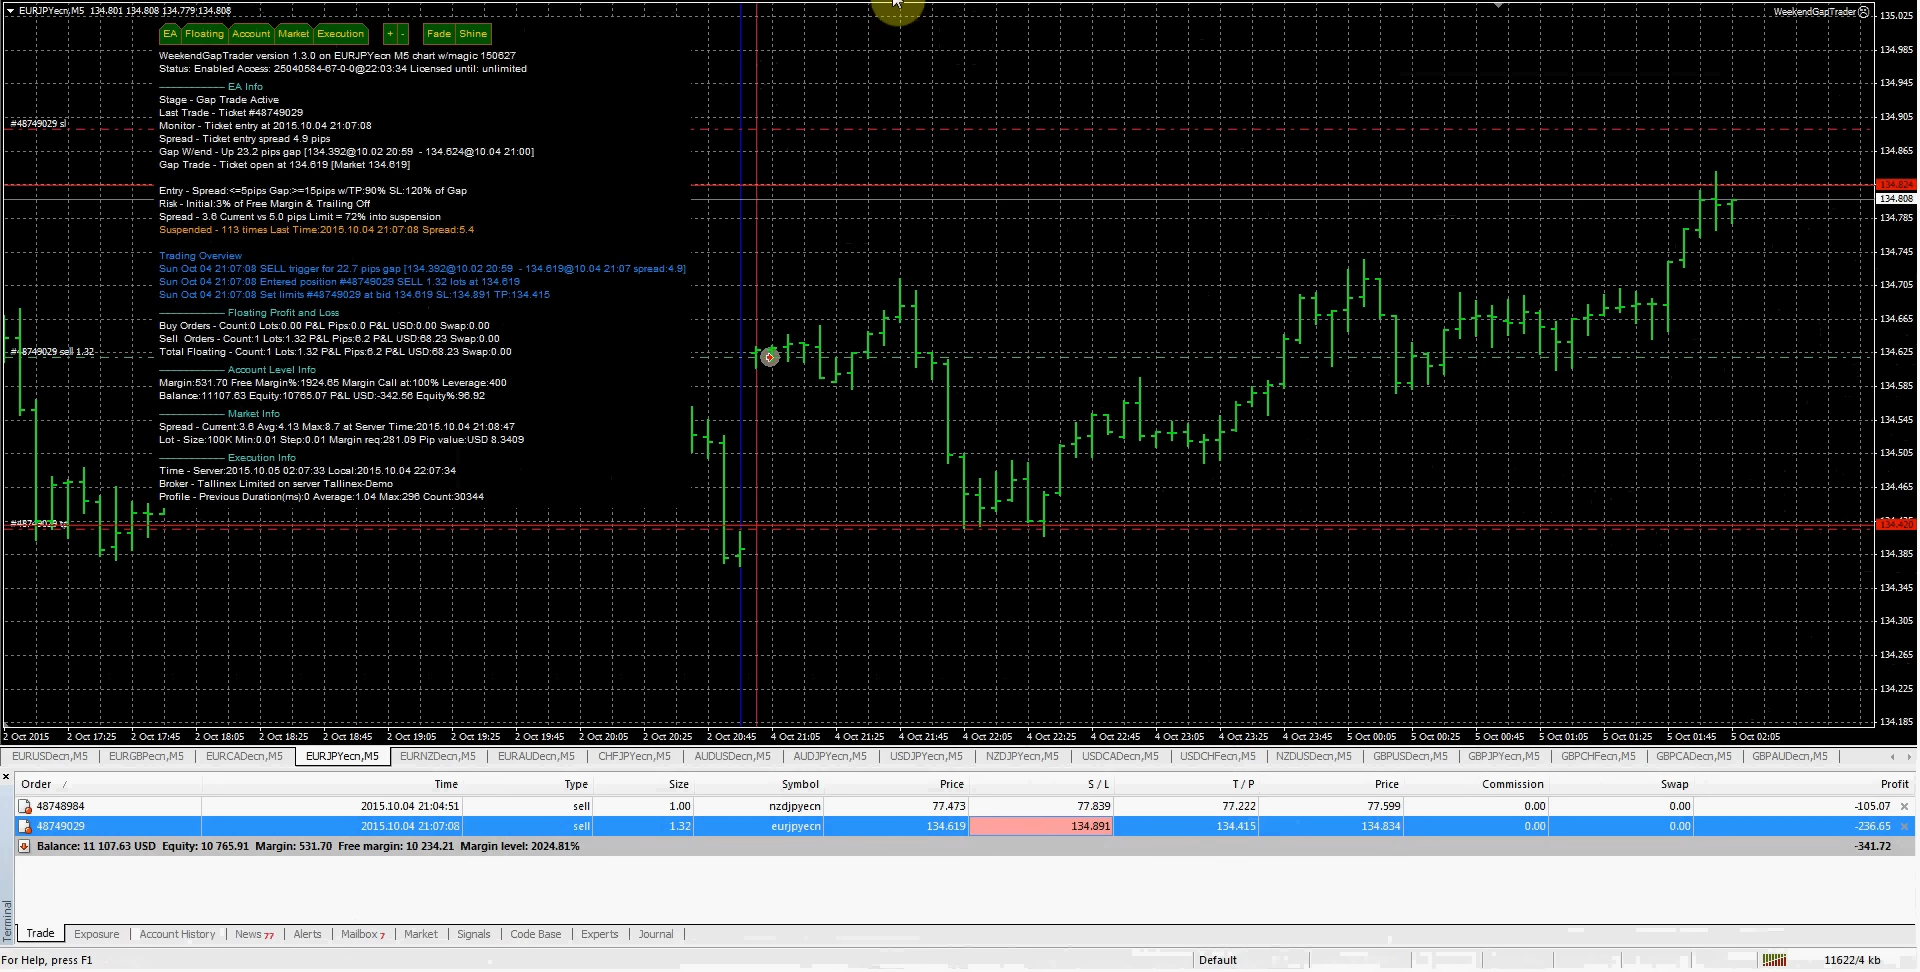 EURJPYecn,M5 134.801 134.808 134.779 134.808
WeekendGapTrader
EA Floating Account Market Execution + - Fade Shine
WeekendGapTrader version 1.3.0 on EURJPYecn M5 chart w/magic 150627
Status: Enabled Access: 25040584-67-0-0@22:03:34 Licensed until: unlimited
EA Info
Stage - Gap Trade Active
Last Trade - Ticket #48749029
Monitor - Ticket entry at 2015.10.04 21:07:08
Spread - Ticket entry spread 4.9 pips
Gap W/end - Up 23.2 pips gap [134.392@10.02 20:59 - 134.624@10.04 21:00]
Gap Trade - Ticket open at 134.619 [Market 134.619]
Entry - Spread:<=5pips Gap:>=15pips w/TP:90% SL:120% of Gap
Risk - Initial:3% of Free Margin & Trailing Off
Spread - 3.6 Current vs 5.0 pips Limit = 72% into suspension
Suspended - 113 times Last Time:2015.10.04 21:07:08 Spread:5.4
Trading Overview
Sun Oct 04 21:07:08 SELL trigger for 22.7 pips gap [134.392@10.02 20:59 - 134.619@10.04 21:07 spread:4.9]
Sun Oct 04 21:07:08 Entered position #48749029 SELL 1.32 lots at 134.619
Sun Oct 04 21:07:08 Set limits #48749029 at bid 134.619 SL:134.891 TP:134.415
Floating Profit and Loss
Buy Orders - Count:0 Lots:0.00 P&L Pips:0.0 P&L USD:0.00 Swap:0.00
Sell Orders - Count:1 Lots:1.32 P&L Pips:6.2 P&L USD:68.23 Swap:0.00
Total Floating - Count:1 Lots:1.32 P&L Pips:6.2 P&L USD:68.23 Swap:0.00
Account Level Info
Margin:531.70 Free Margin%:1924.65 Margin Call at:100% Leverage:400
Balance:11107.63 Equity:10765.07 P&L USD:-342.56 Equity%:96.92
Market Info
Spread - Current:3.6 Avg:4.13 Max:8.7 at Server Time:2015.10.04 21:08:47
Lot - Size:100K Min:0.01 Step:0.01 Margin req:281.09 Pip value:USD 8.3409
Execution Info
Time - Server:2015.10.05 02:07:33 Local:2015.10.04 22:07:34
Broker - Tallinex Limited on server Tallinex-Demo
Profile - Previous Duration(ms):0 Average:1.04 Max:296 Count:30344
#48749029 sl
#48749029 sell 1.32
#48749029 tp
135.025
134.985
134.945
134.905
134.865
134.824
134.808
134.785
134.745
134.705
134.665
134.625
134.585
134.545
134.505
134.465
134.420
134.385
134.345
134.305
134.265
134.225
134.185
2 Oct 2015 2 Oct 17:25 2 Oct 17:45 2 Oct 18:05 2 Oct 18:25 2 Oct 18:45 2 Oct 19:05 2 Oct 19:25 2 Oct 19:45 2 Oct 20:05 2 Oct 20:25 2 Oct 20:45 4 Oct 21:05 4 Oct 21:25 4 Oct 21:45 4 Oct 22:05 4 Oct 22:25 4 Oct 22:45 4 Oct 23:05 4 Oct 23:25 4 Oct 23:45 5 Oct 00:05 5 Oct 00:25 5 Oct 00:45 5 Oct 01:05 5 Oct 01:25 5 Oct 01:45 5 Oct 02:05
EURUSDecn,M5 EURGBPecn,M5 EURCADecn,M5 EURJPYecn,M5 EURNZDecn,M5 EURAUDecn,M5 CHFJPYecn,M5 AUDUSDecn,M5 AUDJPYecn,M5 USDJPYecn,M5 NZDJPYecn,M5 USDCADecn,M5 USDCHFecn,M5 NZDUSDecn,M5 GBPUSDecn,M5 GBPJPYecn,M5 GBPCHFecn,M5 GBPCADecn,M5 GBPAUDecn,M5
Order / Time Type Size Symbol Price S / L T / P Price Commission Swap Profit
48748984 2015.10.04 21:04:51 sell 1.00 nzdjpyecn 77.473 77.839 77.222 77.599 0.00 0.00 -105.07
48749029 2015.10.04 21:07:08 sell 1.32 eurjpyecn 134.619 134.891 134.415 134.834 0.00 0.00 -236.65
Balance: 11 107.63 USD Equity: 10 765.91 Margin: 531.70 Free margin: 10 234.21 Margin level: 2024.81% -341.72
Terminal
Trade Exposure Account History News 77 Alerts Mailbox 7 Market Signals Code Base Experts Journal
For Help, press F1 Default 11622/4 kb